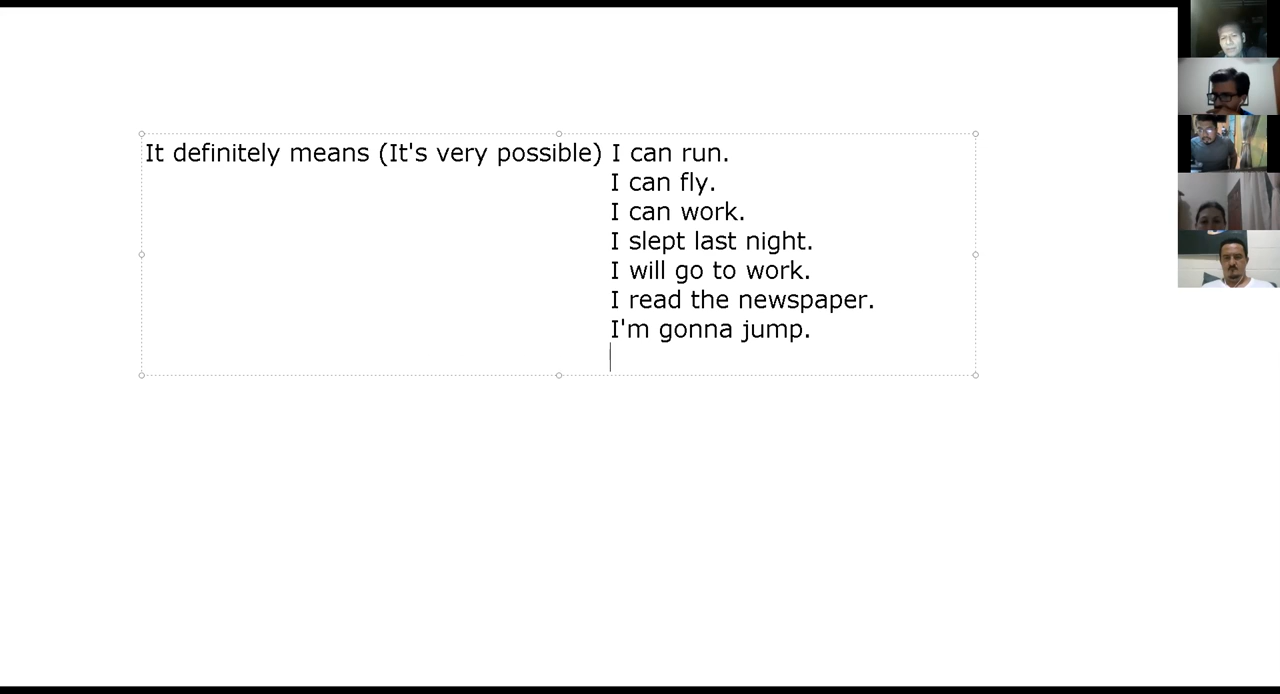 It definitely means (It's very possible) I can run.
I can fly.
I can work.
I slept last night.
I will go to work.
I read the newspaper.
I'm gonna jump.